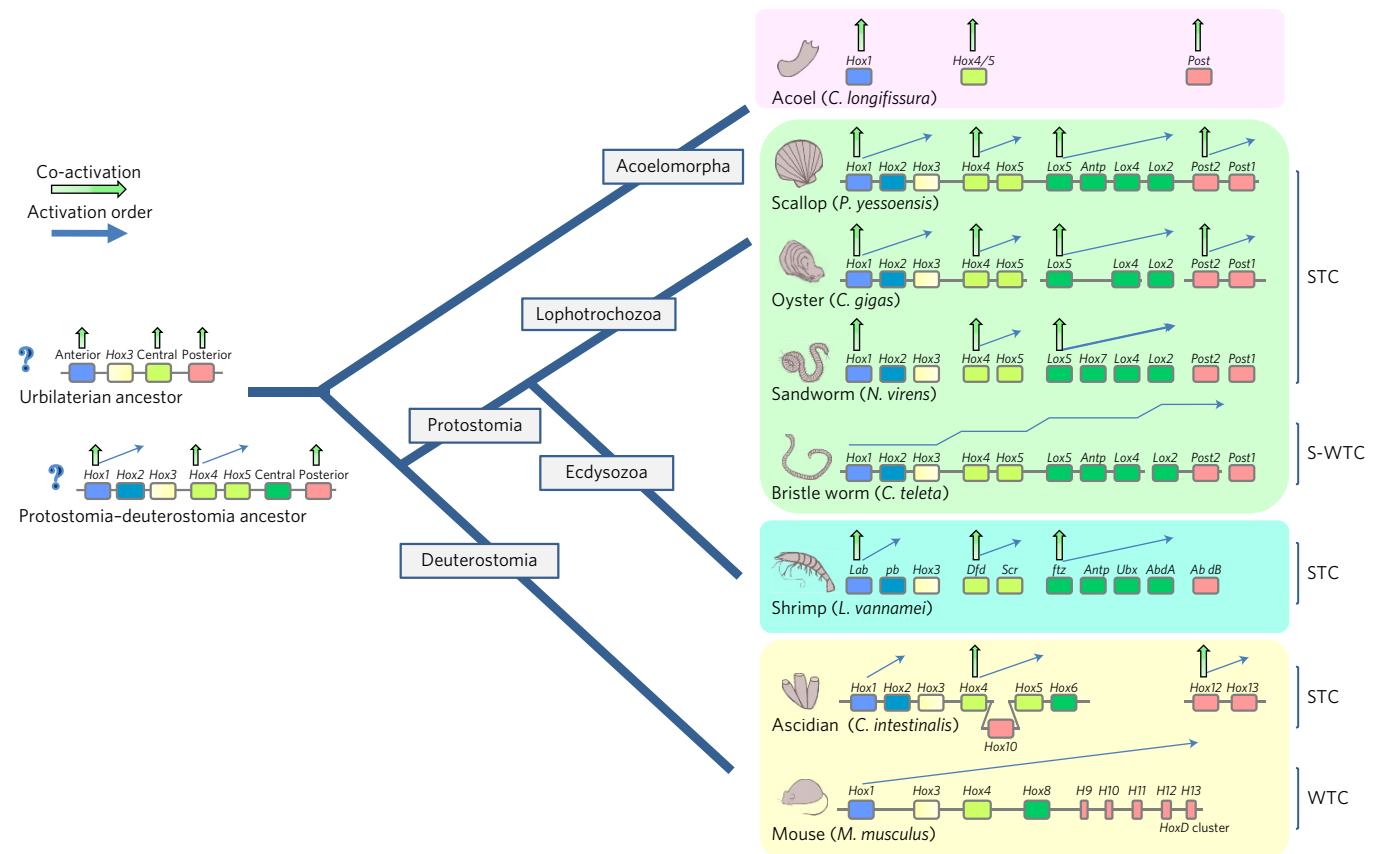 Co-activation
Activation order
?
Anterior Hox3 Central Posterior
Urbilaterian ancestor
?
Hox1 Hox2 Hox3 Hox4 Hox5 Central Posterior
Protostomia–deuterostomia ancestor
Acoelomorpha
Lophotrochozoa
Protostomia
Ecdysozoa
Deuterostomia
Hox1 Hox4/5 Post
Acoel (C. longifissura)
Hox1 Hox2 Hox3 Hox4 Hox5 Lox5 Antp Lox4 Lox2 Post2 Post1
Scallop (P. yessoensis)
Hox1 Hox2 Hox3 Hox4 Hox5 Lox5 Lox4 Lox2 Post2 Post1
Oyster (C. gigas)
STC
Hox1 Hox2 Hox3 Hox4 Hox5 Lox5 Hox7 Lox4 Lox2 Post2 Post1
Sandworm (N. virens)
Hox1 Hox2 Hox3 Hox4 Hox5 Lox5 Antp Lox4 Lox2 Post2 Post1
Bristle worm (C. teleta)
S-WTC
Lab pb Hox3 Dfd Scr ftz Antp Ubx AbdA Ab dB
Shrimp (L. vannamei)
STC
Hox1 Hox2 Hox3 Hox4 Hox5 Hox6 Hox12 Hox13
Hox10
Ascidian (C. intestinalis)
STC
Hox1 Hox3 Hox4 Hox8 H9 H10 H11 H12 H13
HoxD cluster
Mouse (M. musculus)
WTC